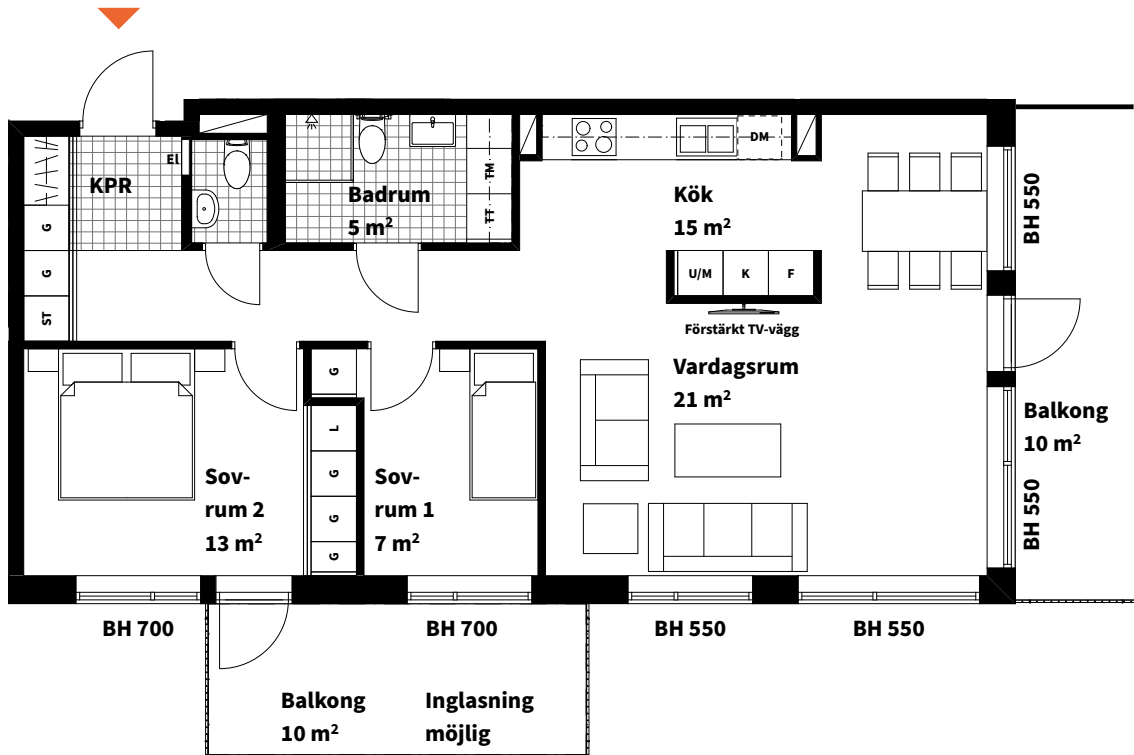 El
KPR
G
G
ST
Badrum
5 m²
TM
TT
DM
Kök
15 m²
U/M
K
F
Förstärkt TV-vägg
Vardagsrum
21 m²
BH 550
Balkong
10 m²
BH 550
G
L
G
G
G
Sov-
rum 2
13 m²
Sov-
rum 1
7 m²
BH 700
BH 700
BH 550
BH 550
Balkong
10 m²
Inglasning
möjlig